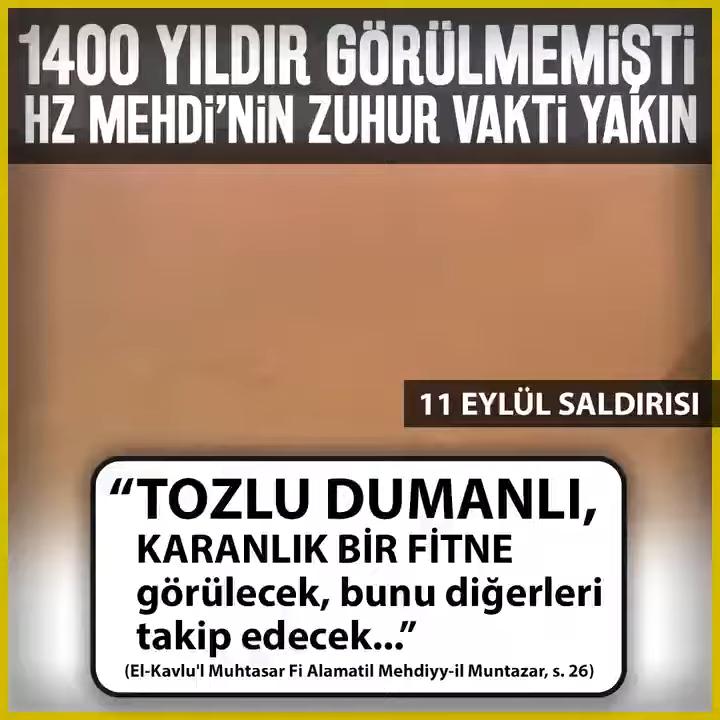 1400 YILDIR GÖRÜLMEMİŞTİ
HZ MEHDİ'NİN ZUHUR VAKTİ YAKIN
11 EYLÜL SALDIRISI
“TOZLU DUMANLI,
KARANLIK BİR FİTNE
görülecek, bunu diğerleri
takip edecek...”
(El-Kavlu'l Muhtasar Fi Alamatil Mehdiyy-il Muntazar, s. 26)